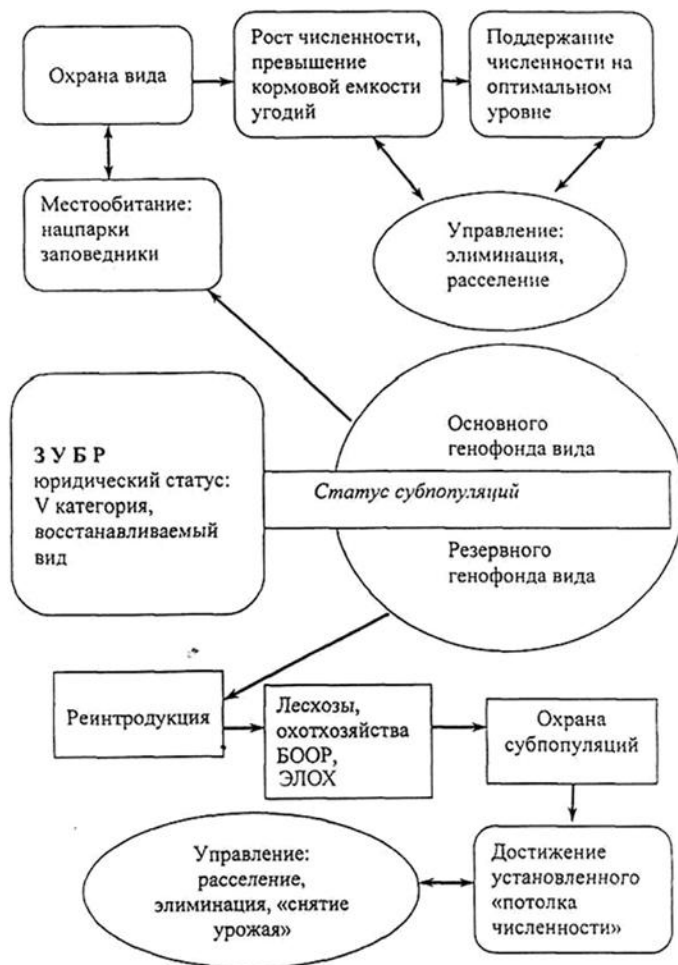 Охрана вида
Рост численности,
превышение
кормовой емкости
угодий
Поддержание
численности на
оптимальном
уровне
Местообитание:
нацпарки
заповедники
Управление:
элиминация,
расселение
З У Б Р
юридический статус:
V категория,
восстанавливаемый
вид
Основного
генофонда вида
Статус субпопуляций
Резервного
генофонда вида
Реинтродукция
Лесхозы,
охотхозяйства
БООР,
ЭЛОХ
Охрана
субпопуляций
Управление:
расселение,
элиминация, «снятие
урожая»
Достижение
установленного
«потолка
численности»